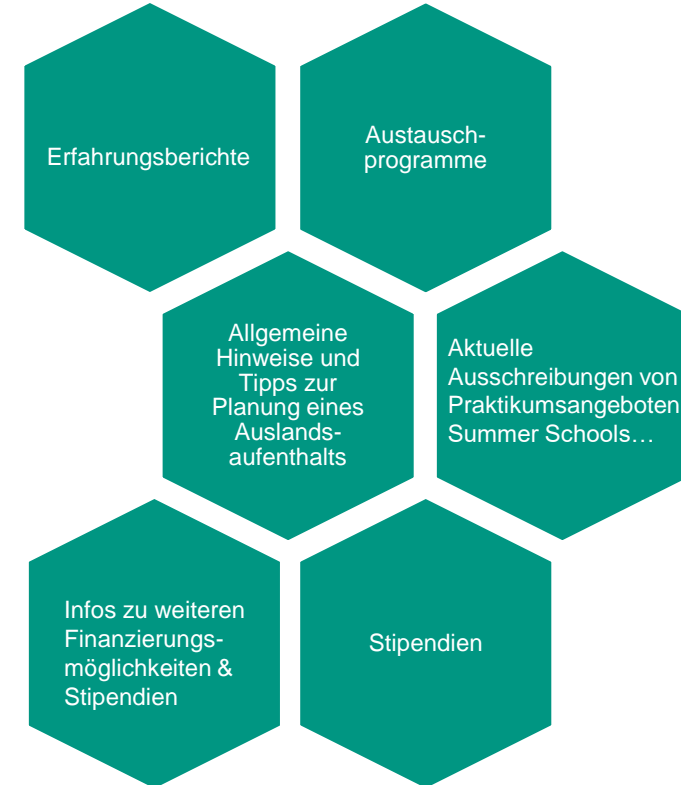 Erfahrungsberichte
Austausch-
programme
Allgemeine
Hinweise und
Tipps zur
Planung eines
Auslands-
aufenthalts
Aktuelle
Ausschreibungen von
Praktikumsangeboten
Summer Schools…
Infos zu weiteren
Finanzierungs-
möglichkeiten &
Stipendien
Stipendien